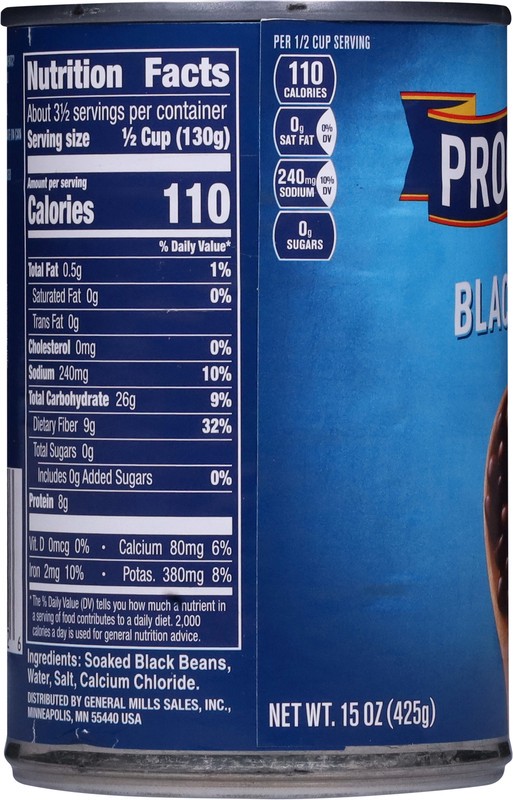 Nutrition Facts
About 3½ servings per container
Serving size ½ Cup (130g)
Amount per serving
Calories 110
% Daily Value*
Total Fat 0.5g 1%
Saturated Fat 0g 0%
Trans Fat 0g
Cholesterol 0mg 0%
Sodium 240mg 10%
Total Carbohydrate 26g 9%
Dietary Fiber 9g 32%
Total Sugars 0g
Includes 0g Added Sugars 0%
Protein 8g
Vit. D 0mcg 0% • Calcium 80mg 6%
Iron 2mg 10% • Potas. 380mg 8%
*The % Daily Value (DV) tells you how much a nutrient in
a serving of food contributes to a daily diet. 2,000
calories a day is used for general nutrition advice.
Ingredients: Soaked Black Beans,
Water, Salt, Calcium Chloride.
DISTRIBUTED BY GENERAL MILLS SALES, INC.,
MINNEAPOLIS, MN 55440 USA
PER 1/2 CUP SERVING
110
CALORIES
0g
SAT FAT
0%
DV
240mg
SODIUM
10%
DV
0g
SUGARS
PRO
BLAC
NET WT. 15 OZ (425g)
6